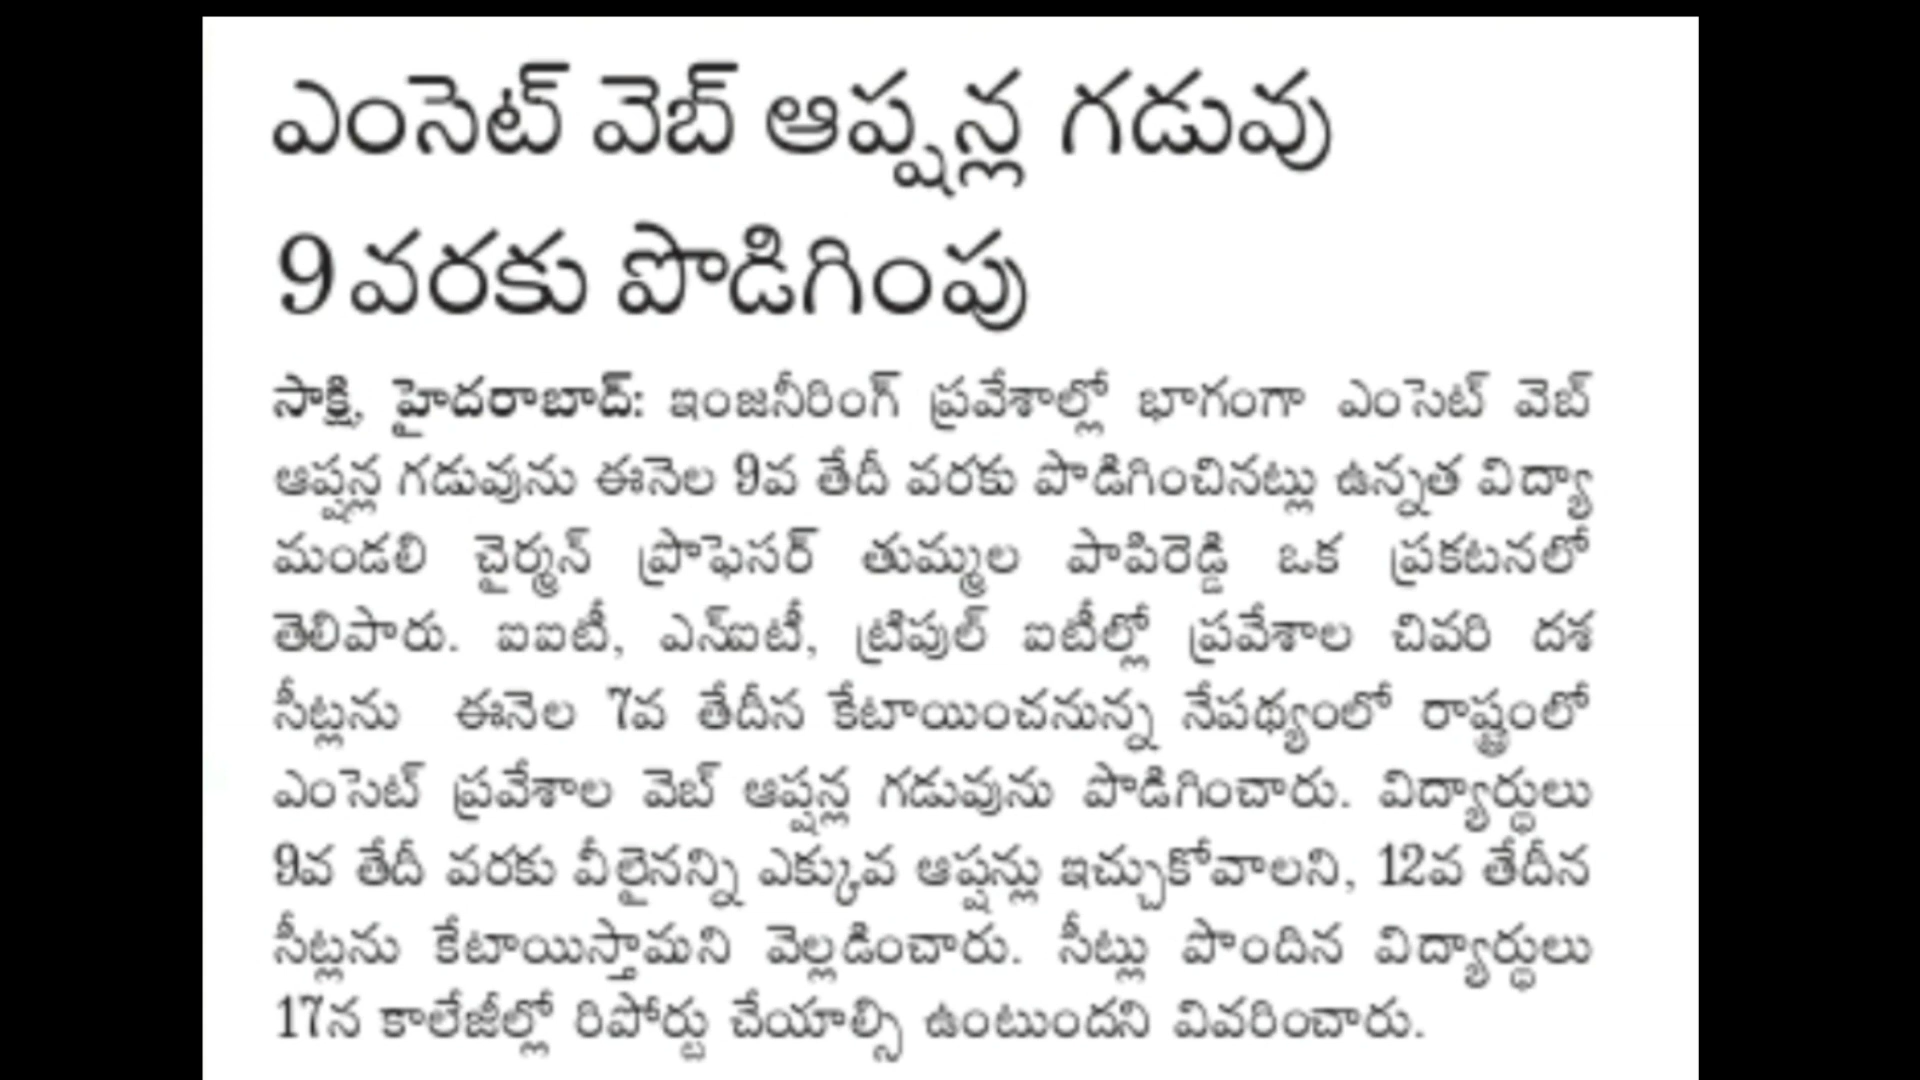 ఎంసెట్ వెబ్ ఆప్షన్ల గడువు
9 వరకు పొడిగింపు
సాక్షి, హైదరాబాద్: ఇంజనీరింగ్ ప్రవేశాల్లో భాగంగా ఎంసెట్ వెబ్
ఆప్షన్ల గడువును ఈనెల 9వ తేదీ వరకు పొడిగించినట్లు ఉన్నత విద్యా
మండలి చైర్మన్ ప్రొఫెసర్ తుమ్మల పాపిరెడ్డి ఒక ప్రకటనలో
తెలిపారు. ఐఐటీ, ఎన్ఐటీ, ట్రిపుల్ ఐటీల్లో ప్రవేశాల చివరి దశ
సీట్లను ఈనెల 7వ తేదీన కేటాయించనున్న నేపథ్యంలో రాష్ట్రంలో
ఎంసెట్ ప్రవేశాల వెబ్ ఆప్షన్ల గడువును పొడిగించారు. విద్యార్థులు
9వ తేదీ వరకు వీలైనన్ని ఎక్కువ ఆప్షన్లు ఇచ్చుకోవాలని, 12వ తేదీన
సీట్లను కేటాయిస్తామని వెల్లడించారు. సీట్లు పొందిన విద్యార్థులు
17న కాలేజీల్లో రిపోర్టు చేయాల్సి ఉంటుందని వివరించారు.